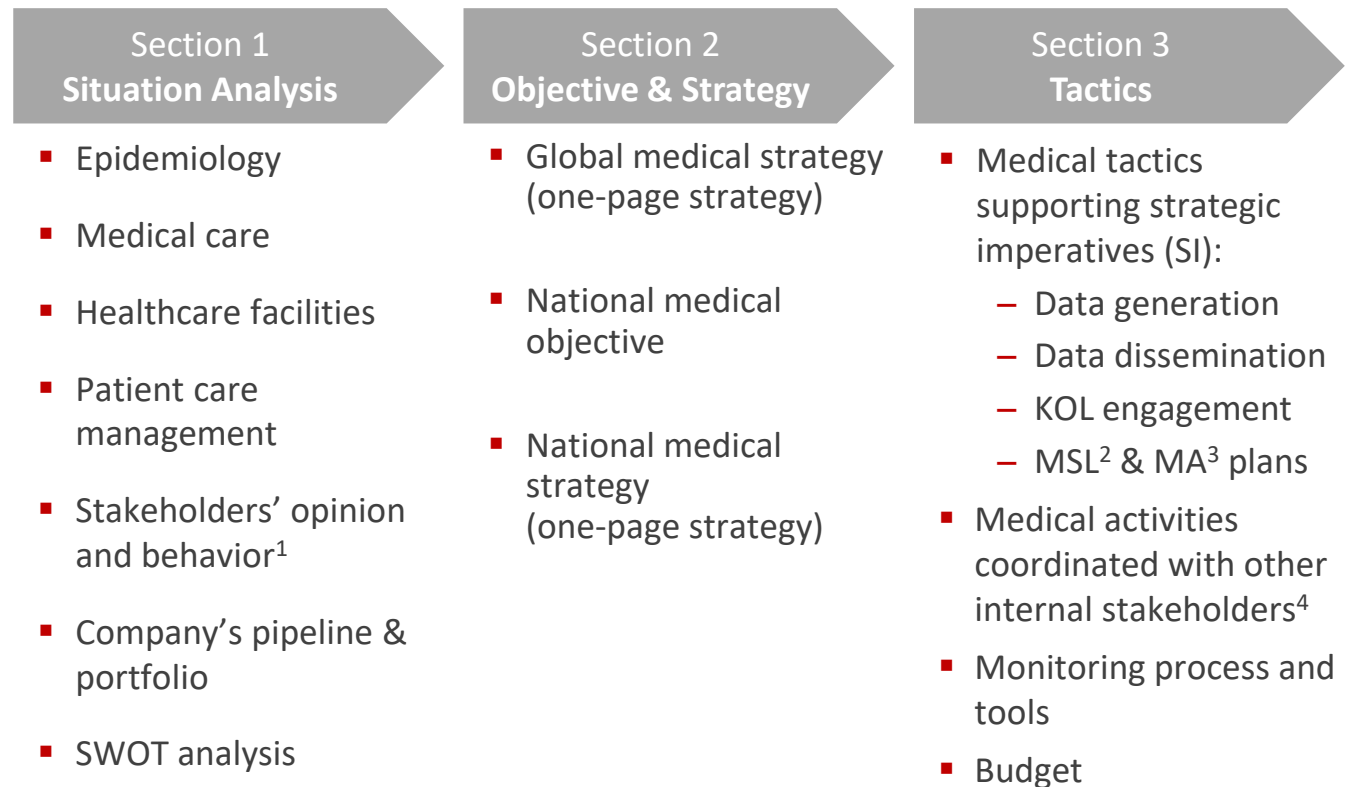 Section 1
Situation Analysis
▪ Epidemiology
▪ Medical care
▪ Healthcare facilities
▪ Patient care
management
▪ Stakeholders’ opinion
and behavior¹
▪ Company’s pipeline &
portfolio
▪ SWOT analysis
Section 2
Objective & Strategy
▪ Global medical strategy
(one-page strategy)
▪ National medical
objective
▪ National medical
strategy
(one-page strategy)
Section 3
Tactics
▪ Medical tactics
supporting strategic
imperatives (SI):
– Data generation
– Data dissemination
– KOL engagement
– MSL² & MA³ plans
▪ Medical activities
coordinated with other
internal stakeholders⁴
▪ Monitoring process and
tools
▪ Budget